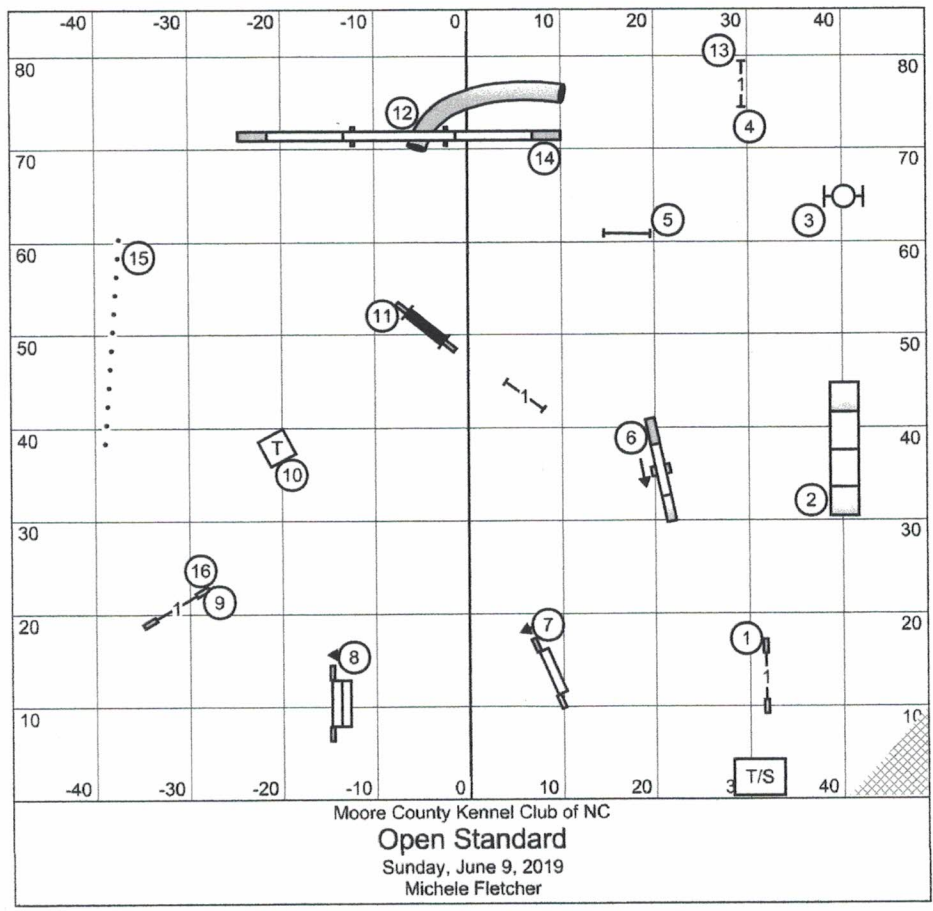 -40 -30 -20 -10 0 10 20 30 40
13
80 1 80
12
4
70 14 70
3
5
60 60
15
11
50 50
1
40 6 40
T
10
2
30 30
16
1 9
20 20
7
1
8
1
10 10
T/S
-40 -30 -20 -10 0 10 20 3 40
Moore County Kennel Club of NC
Open Standard
Sunday, June 9, 2019
Michele Fletcher